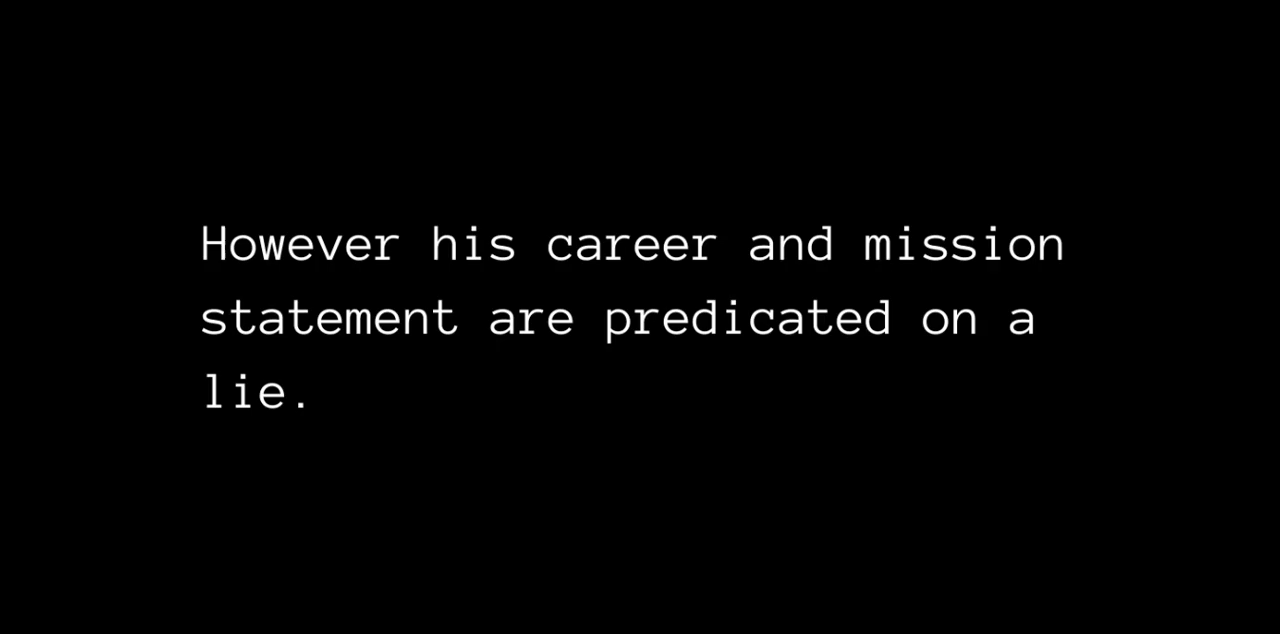 However his career and mission
statement are predicated on a
lie.